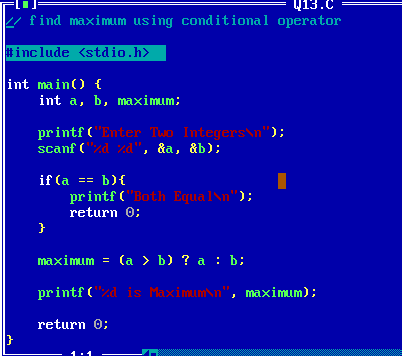 [■] Q13.C
// find maximum using conditional operator
#include <stdio.h>
int main() {
int a, b, maximum;
printf("Enter Two Integers\n");
scanf("%d %d", &a, &b);
if(a == b){
printf("Both Equal\n");
return 0;
}
maximum = (a > b) ? a : b;
printf("%d is Maximum\n", maximum);
return 0;
}
1:1